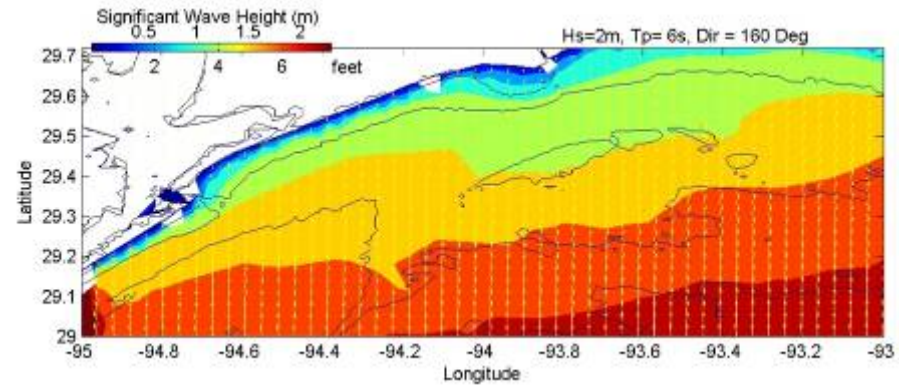 Significant Wave Height (m)
0.5 1 1.5 2
2 4 6 feet
Hs=2m, Tp= 6s, Dir = 160 Deg
29.7
29.6
29.5
29.4
29.3
29.2
29.1
29
Latitude
-95 -94.8 -94.6 -94.4 -94.2 -94 -93.8 -93.6 -93.4 -93.2 -93
Longitude